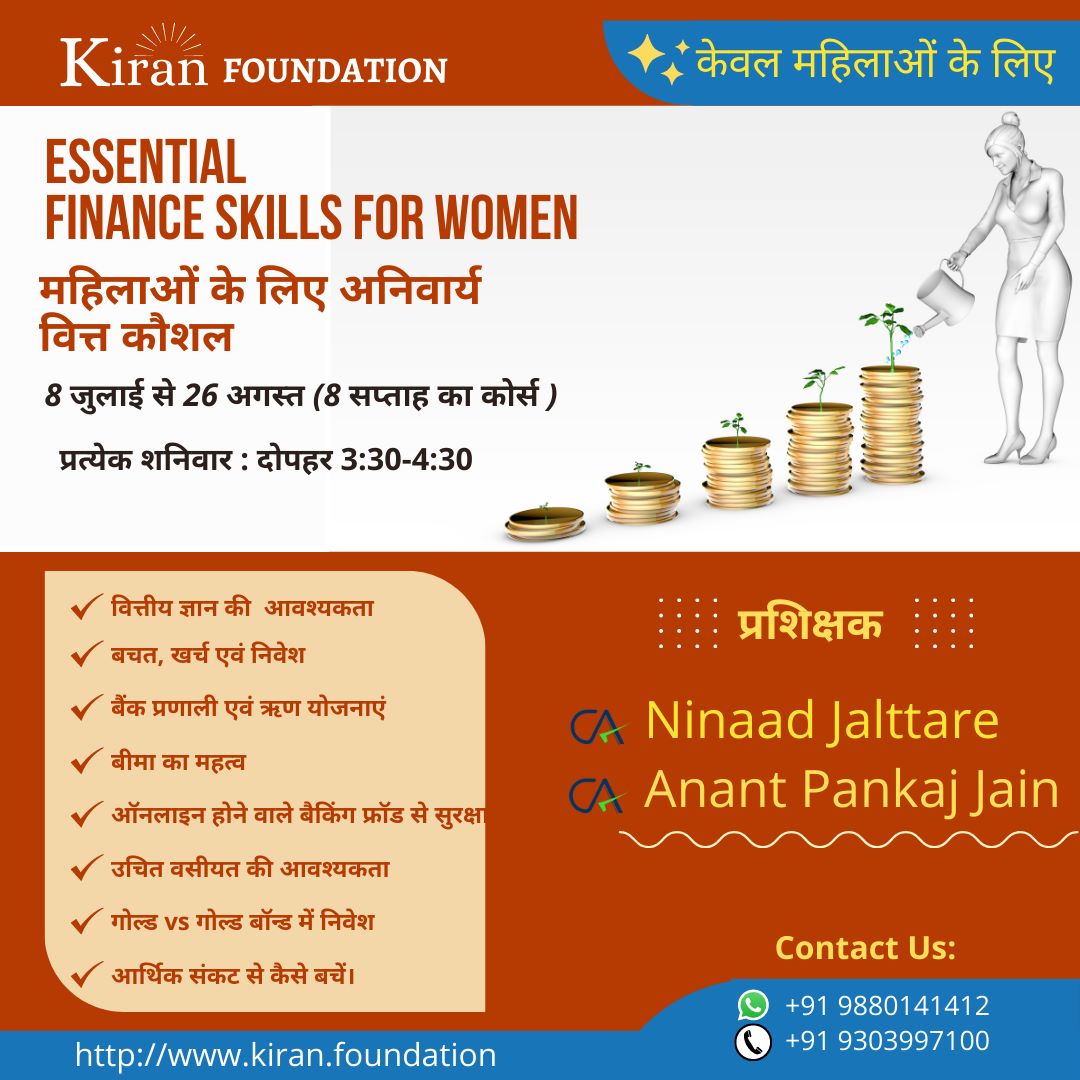 Kiran FOUNDATION
केवल महिलाओं के लिए
ESSENTIAL
FINANCE SKILLS FOR WOMEN
महिलाओं के लिए अनिवार्य
वित्त कौशल
8 जुलाई से 26 अगस्त (8 सप्ताह का कोर्स )
प्रत्येक शनिवार : दोपहर 3:30-4:30
वित्तीय ज्ञान की आवश्यकता
बचत, खर्च एवं निवेश
बैंक प्रणाली एवं ऋण योजनाएं
बीमा का महत्व
ऑनलाइन होने वाले बैकिंग फ्रॉड से सुरक्षा
उचित वसीयत की आवश्यकता
गोल्ड vs गोल्ड बॉन्ड में निवेश
आर्थिक संकट से कैसे बचें।
प्रशिक्षक
CA Ninaad Jalttare
CA Anant Pankaj Jain
Contact Us:
+91 9880141412
+91 9303997100
http://www.kiran.foundation